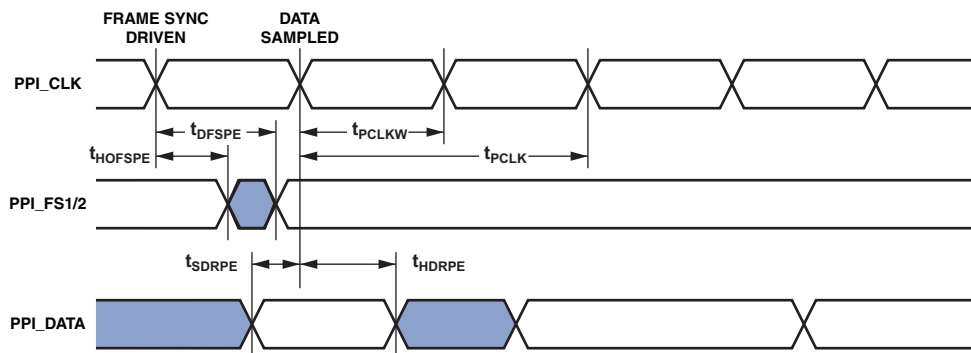 FRAME SYNC
DRIVEN
DATA
SAMPLED
PPI_CLK
tDFSPE
tPCLKW
tHOFSPE
tPCLK
PPI_FS1/2
tSDRPE
tHDRPE
PPI_DATA